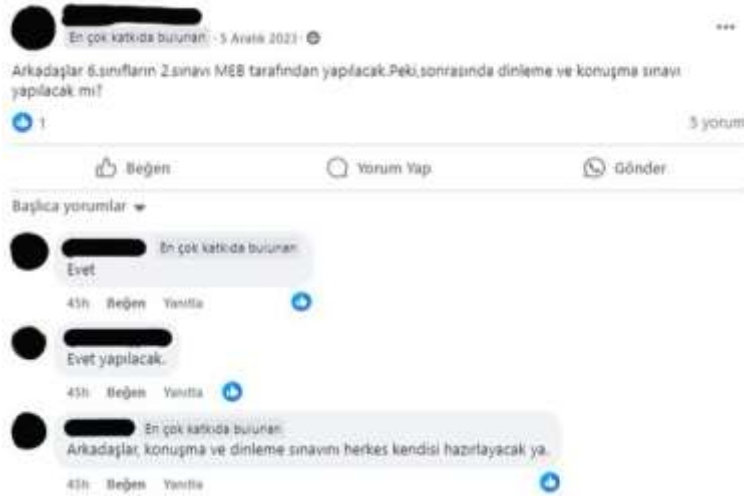 En çok katkıda bulunan · 5 Aralık 2023 ·
Arkadaşlar 6.sınıfların 2.sınavı MEB tarafından yapılacak.Peki,sonrasında dinleme ve konuşma sınavı
yapılacak mı?
1
5 yorum
Beğen Yorum Yap Gönder
Başlıca yorumlar
En çok katkıda bulunan
Evet
45h Beğen Yanıtla
Evet yapılacak.
45h Beğen Yanıtla
En çok katkıda bulunan
Arkadaşlar, konuşma ve dinleme sınavını herkes kendisi hazırlayacak ya.
45h Beğen Yanıtla